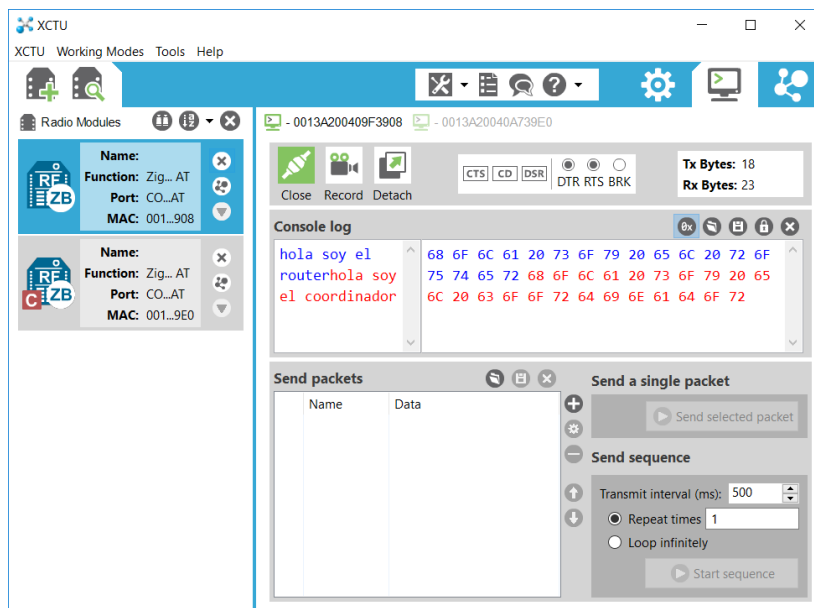 XCTU
XCTU Working Modes Tools Help
Radio Modules
- 0013A200409F3908 - 0013A20040A739E0
Name:
Function: Zig... AT
Port: CO...AT
MAC: 001...908
RF
ZB
Name:
Function: Zig... AT
Port: CO...AT
MAC: 001...9E0
RF
C ZB
Close Record Detach
CTS CD DSR
DTR RTS BRK
Tx Bytes: 18
Rx Bytes: 23
Console log
0x
hola soy el
routerhola soy
el coordinador
68 6F 6C 61 20 73 6F 79 20 65 6C 20 72 6F
75 74 65 72 68 6F 6C 61 20 73 6F 79 20 65
6C 20 63 6F 6F 72 64 69 6E 61 64 6F 72
Send packets
Name Data
Send a single packet
Send selected packet
Send sequence
Transmit interval (ms): 500
Repeat times 1
Loop infinitely
Start sequence